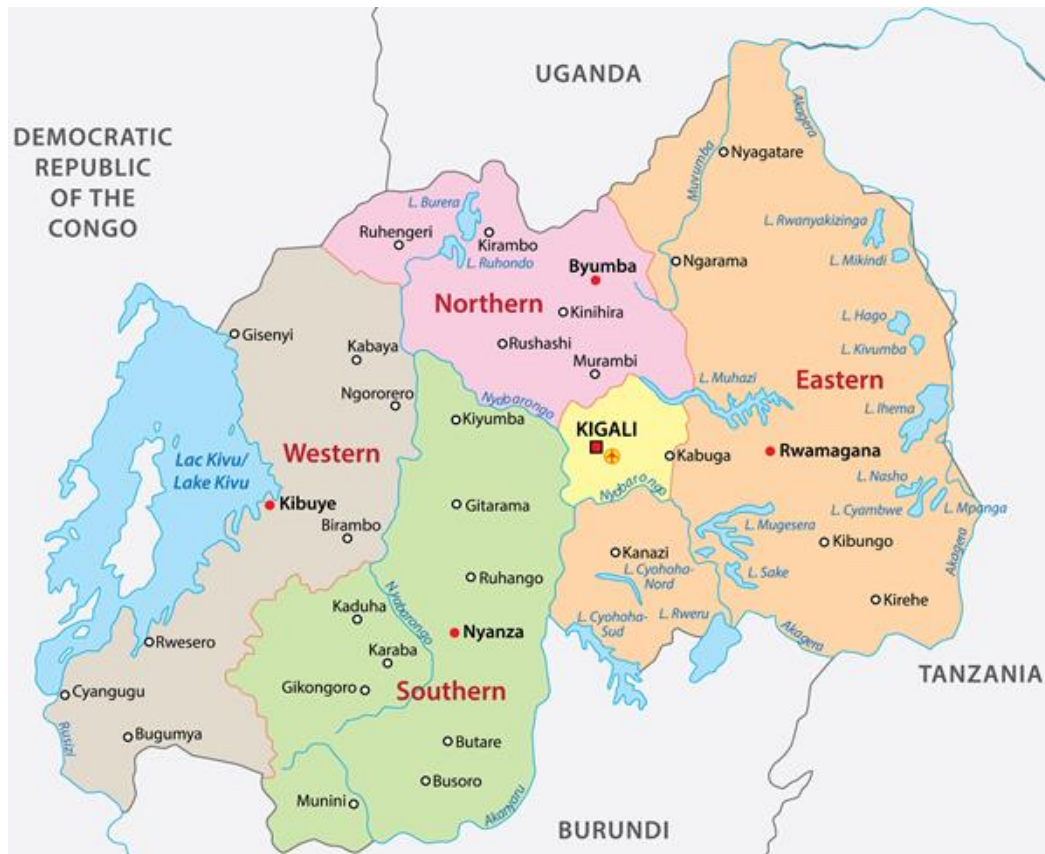 UGANDA
DEMOCRATIC
REPUBLIC
OF THE
CONGO
Akagera
Muvumba
Nyagatare
L. Burera
L. Rwanyakizinga
Ruhengeri
Kirambo
L. Ruhondo
Byumba
Ngarama
L. Mikindi
Northern
Kinihira
L. Hago
Gisenyi
Rushashi
Kabaya
L. Kivumba
Murambi
L. Muhazi
Eastern
Ngororero
Nyabarongo
L. Ihema
Kiyumba
KIGALI
Western
Kabuga
Rwamagana
Lac Kivu/
Lake Kivu
L. Nasho
Nyabarongo
Kibuye
Gitarama
L. Cyambwe
L. Mpanga
Birambo
L. Mugesera
Kibungo
Kanazi
Akagera
L. Cyohoha-
Nord
L. Sake
Ruhango
Nyabarongo
Kaduha
Kirehe
L. Cyohoha-
Sud
L. Rweru
Nyanza
Akagera
Rwesero
Karaba
TANZANIA
Cyangugu
Gikongoro
Southern
Rusizi
Bugumya
Butare
Busoro
Munini
Akanyaru
BURUNDI